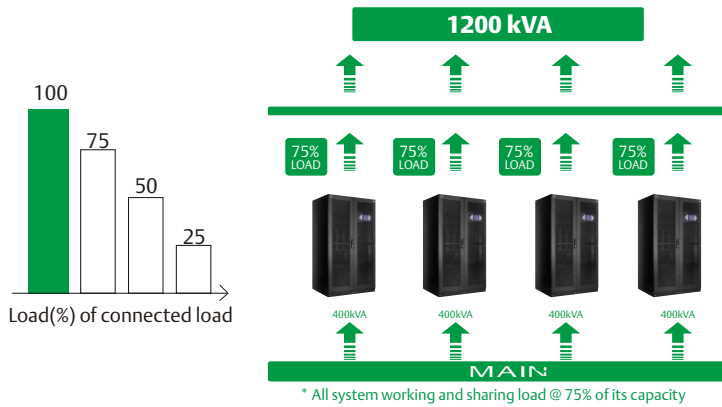 1200 kVA
100
75
50
25
Load(%) of connected load
75%
LOAD
75%
LOAD
75%
LOAD
75%
LOAD
400kVA
400kVA
400kVA
400kVA
MAIN
* All system working and sharing load @ 75% of its capacity